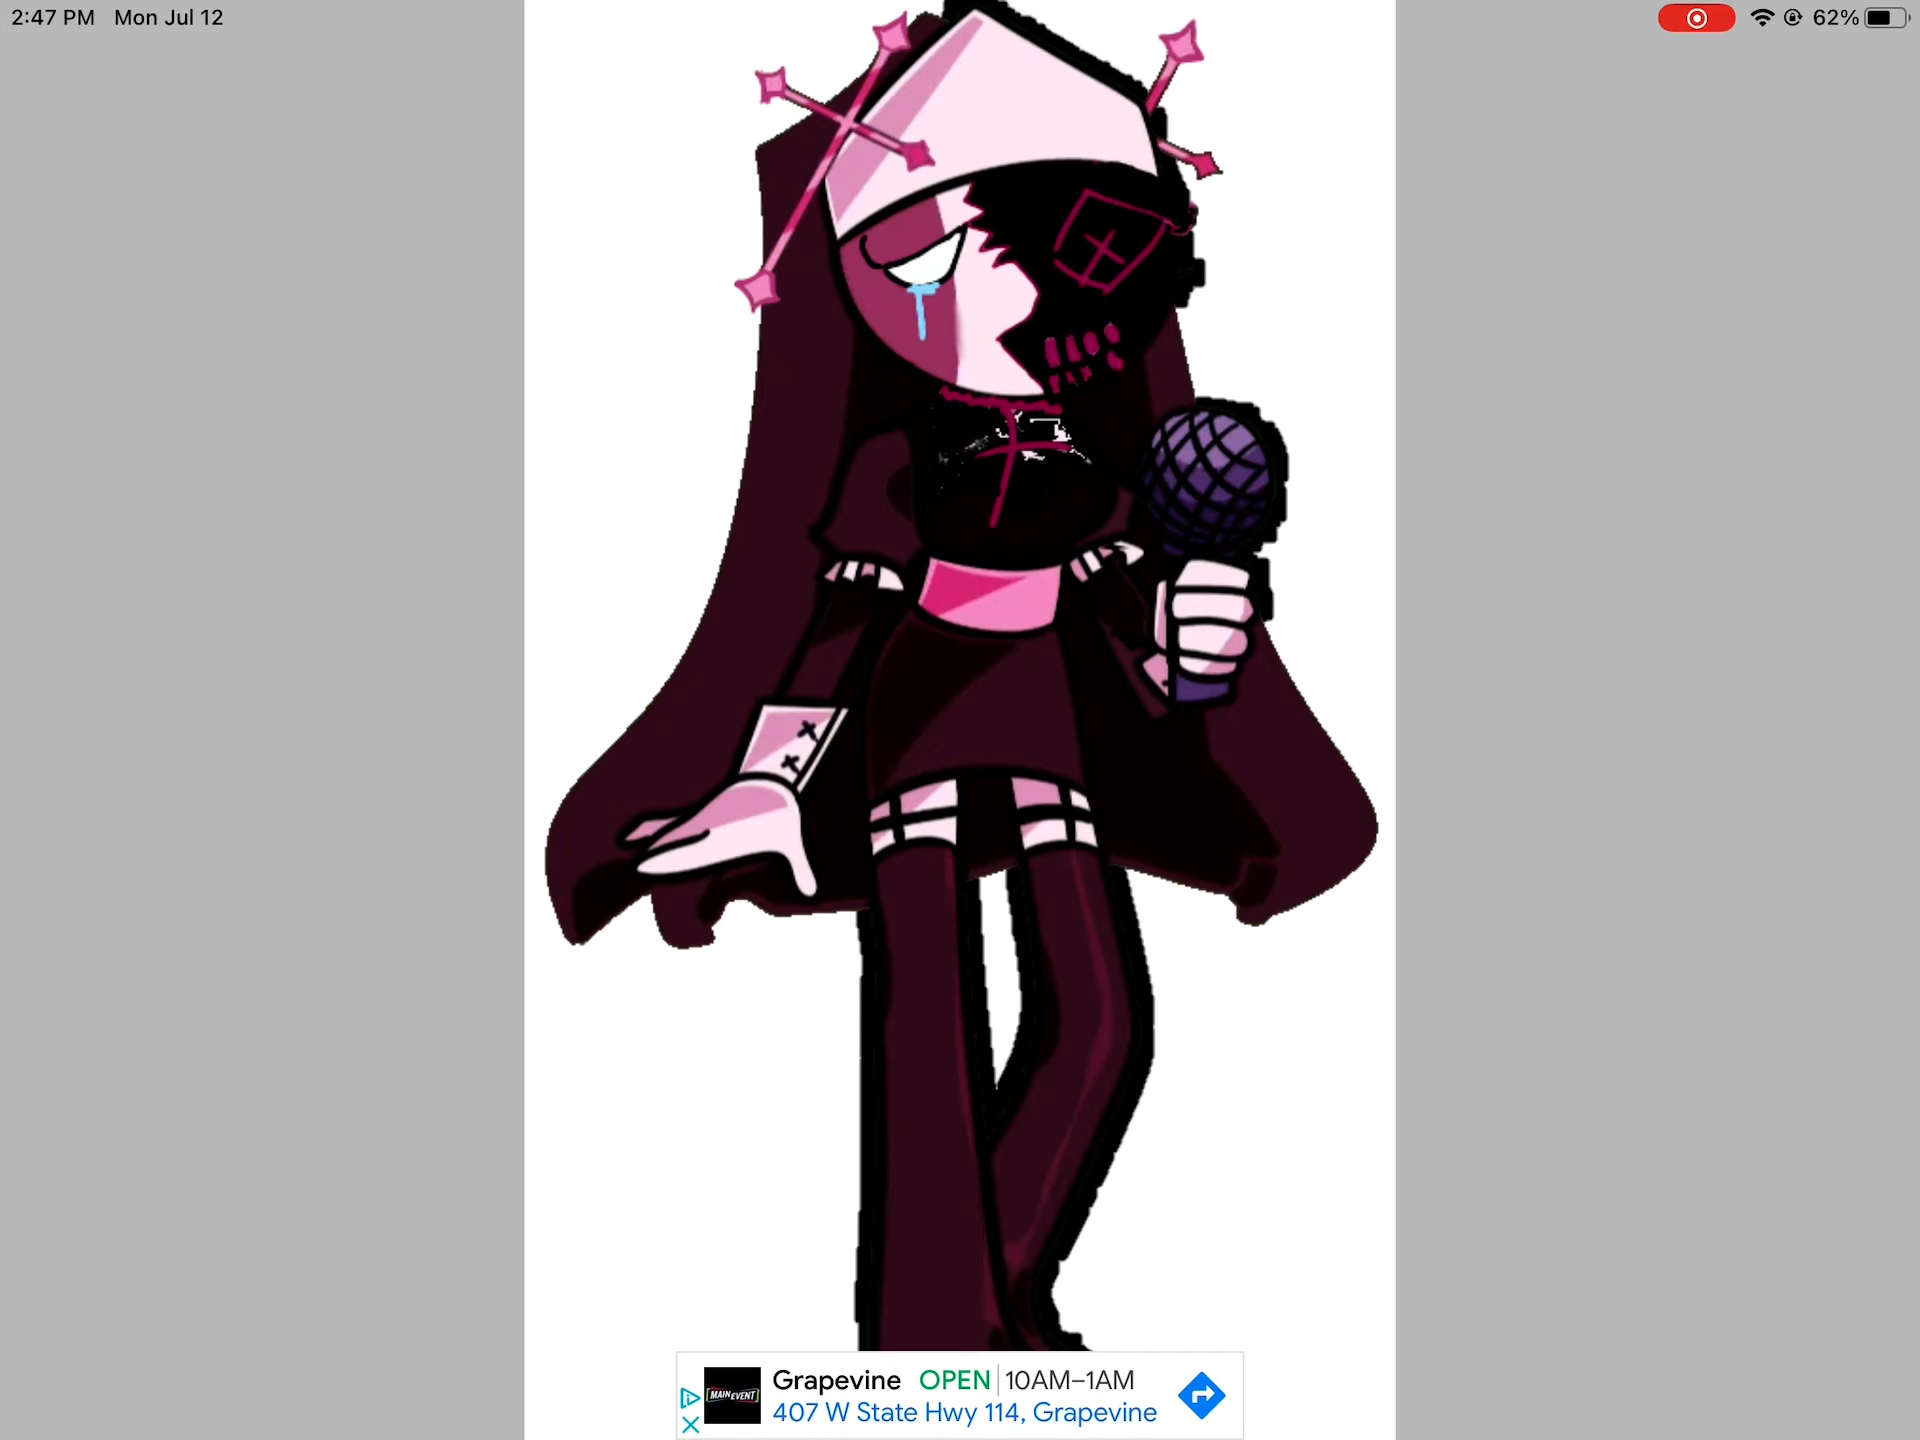 2:47 PM Mon Jul 12
62%
MAIN EVENT
Grapevine OPEN 10AM–1AM
407 W State Hwy 114, Grapevine